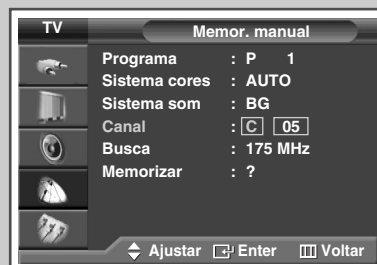 TV
Memor. manual
Programa : P 1
Sistema cores : AUTO
Sistema som : BG
Canal : C 05
Busca : 175 MHz
Memorizar : ?
Ajustar Enter Voltar